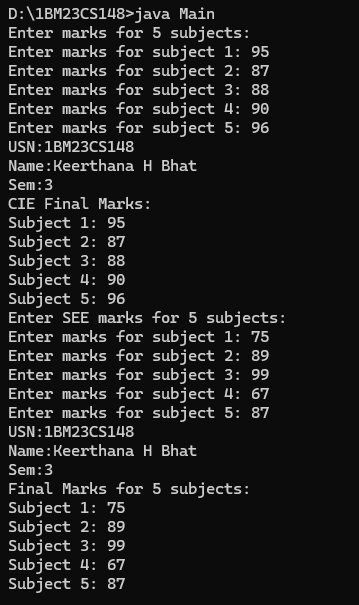 D:\1BM23CS148>java Main
Enter marks for 5 subjects:
Enter marks for subject 1: 95
Enter marks for subject 2: 87
Enter marks for subject 3: 88
Enter marks for subject 4: 90
Enter marks for subject 5: 96
USN:1BM23CS148
Name:Keerthana H Bhat
Sem:3
CIE Final Marks:
Subject 1: 95
Subject 2: 87
Subject 3: 88
Subject 4: 90
Subject 5: 96
Enter SEE marks for 5 subjects:
Enter marks for subject 1: 75
Enter marks for subject 2: 89
Enter marks for subject 3: 99
Enter marks for subject 4: 67
Enter marks for subject 5: 87
USN:1BM23CS148
Name:Keerthana H Bhat
Sem:3
Final Marks for 5 subjects:
Subject 1: 75
Subject 2: 89
Subject 3: 99
Subject 4: 67
Subject 5: 87